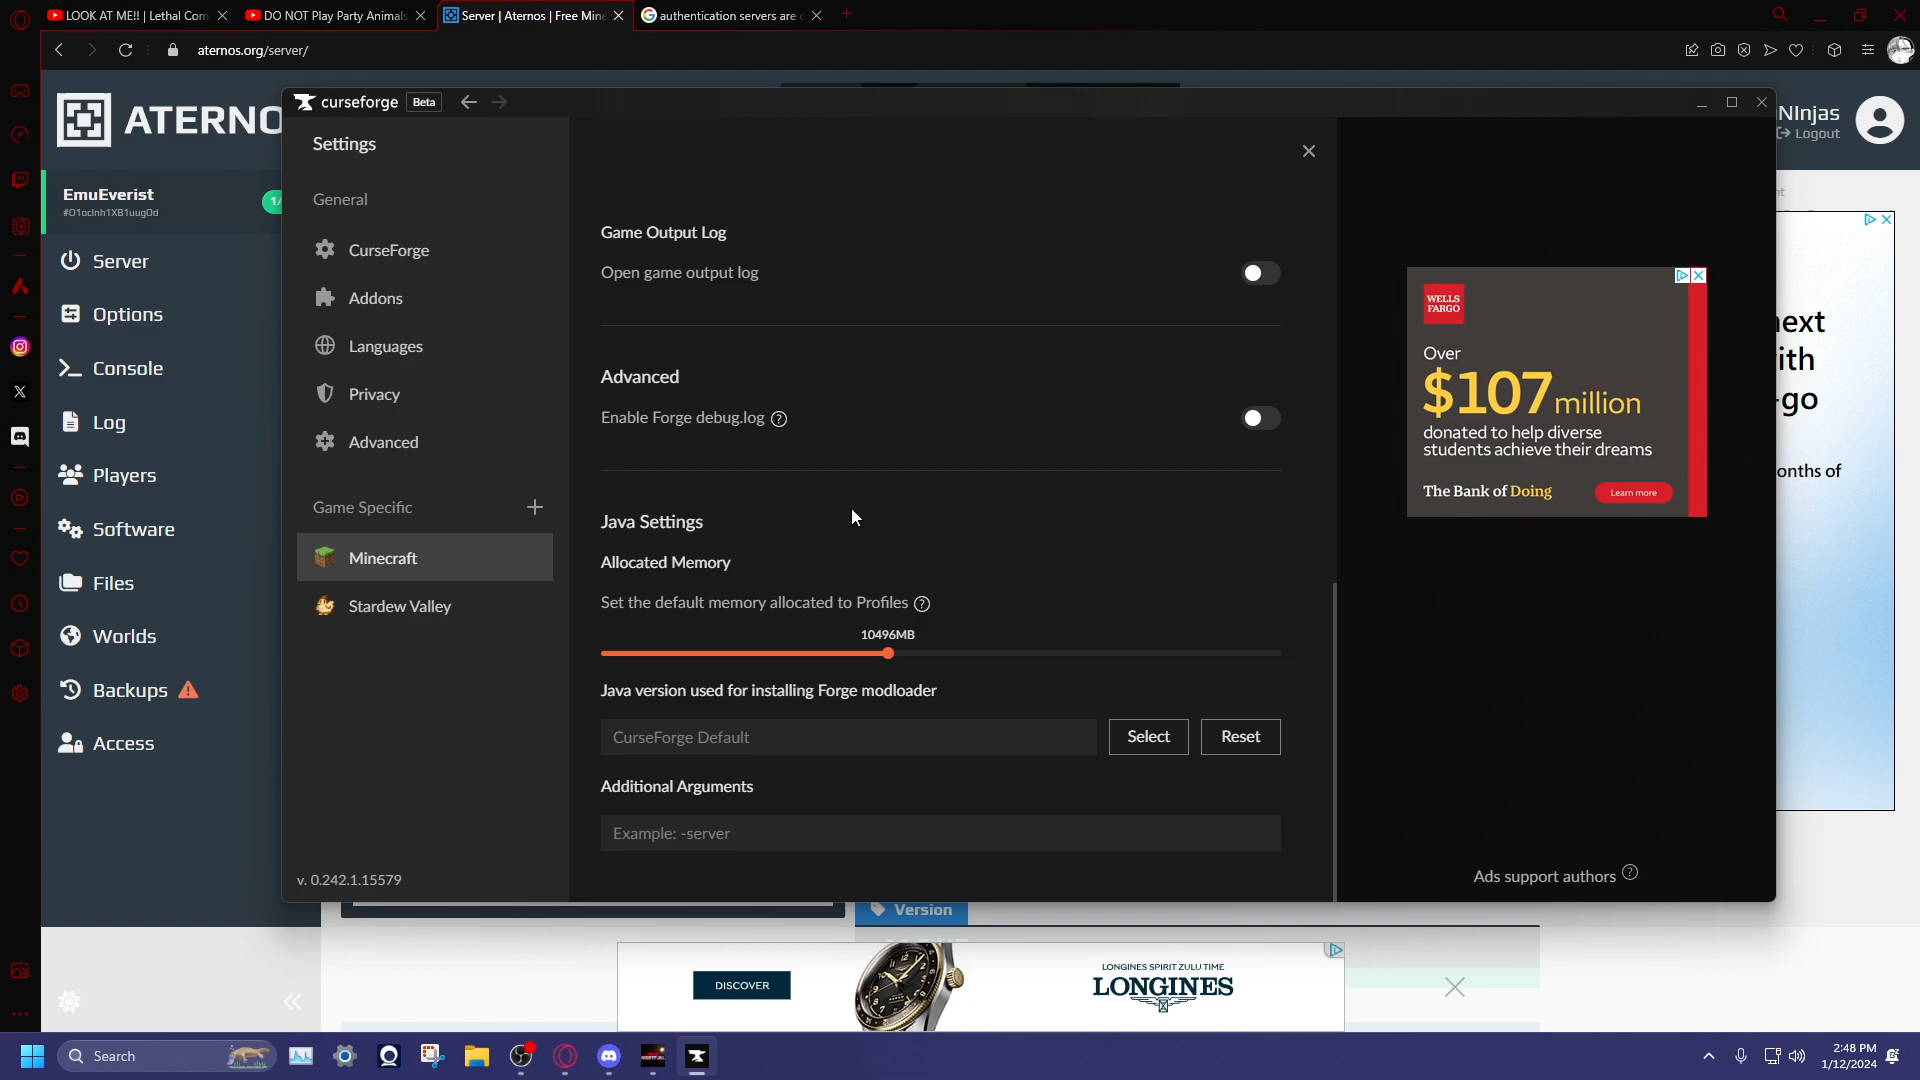 LOOK AT ME!! | Lethal Com
DO NOT Play Party Animals
Server | Aternos | Free Mine
authentication servers are
aternos.org/server/
ATERNO
NInjas
Logout
EmuEverist
#O1oclnh1XB1uugOd
1/
Server
Options
Console
Log
Players
Software
Files
Worlds
Backups
Access
curseforge
Beta
Settings
General
CurseForge
Addons
Languages
Privacy
Advanced
Game Specific
Minecraft
Stardew Valley
v. 0.242.1.15579
Game Output Log
Open game output log
Advanced
Enable Forge debug.log
Java Settings
Allocated Memory
Set the default memory allocated to Profiles
10496MB
Java version used for installing Forge modloader
CurseForge Default
Select
Reset
Additional Arguments
Example: -server
WELLS
FARGO
Over
$107 million
donated to help diverse
students achieve their dreams
The Bank of Doing
Learn more
Ads support authors
next
ith
-go
onths of
Version
DISCOVER
LONGINES SPIRIT ZULU TIME
LONGINES
Search
2:48 PM
1/12/2024